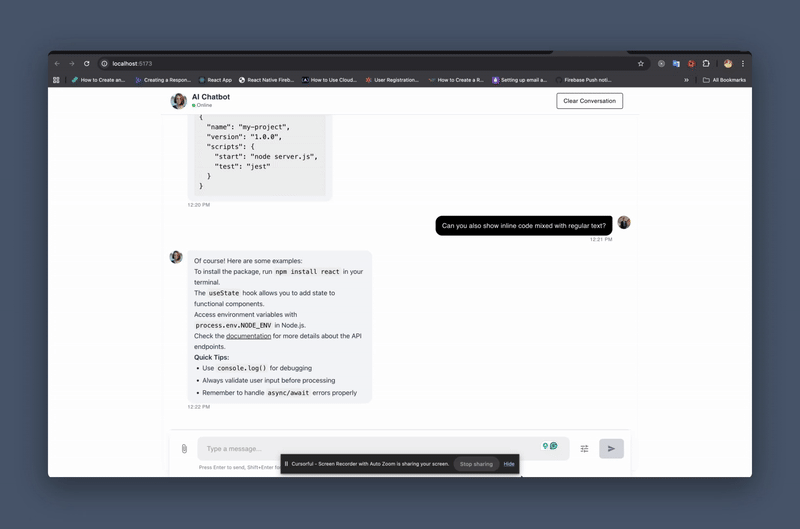 localhost:5173
How to Create an...
Creating a Respon...
React App
React Native Fireb...
How to Use Cloud...
User Registration...
How to Create a R...
Setting up email a...
Firebase Push noti...
All Bookmarks
AI Chatbot
Online
Clear Conversation
{
"name": "my-project",
"version": "1.0.0",
"scripts": {
"start": "node server.js",
"test": "jest"
}
}
12:20 PM
Can you also show inline code mixed with regular text?
12:21 PM
Of course! Here are some examples:
To install the package, run npm install react in your
terminal.
The useState hook allows you to add state to
functional components.
Access environment variables with
process.env.NODE_ENV in Node.js.
Check the documentation for more details about the API
endpoints.
Quick Tips:
• Use console.log() for debugging
• Always validate user input before processing
• Remember to handle async/await errors properly
12:22 PM
Type a message...
Cursorful - Screen Recorder with Auto Zoom is sharing your screen.
Stop sharing
Hide
Press Enter to send, Shift+Enter